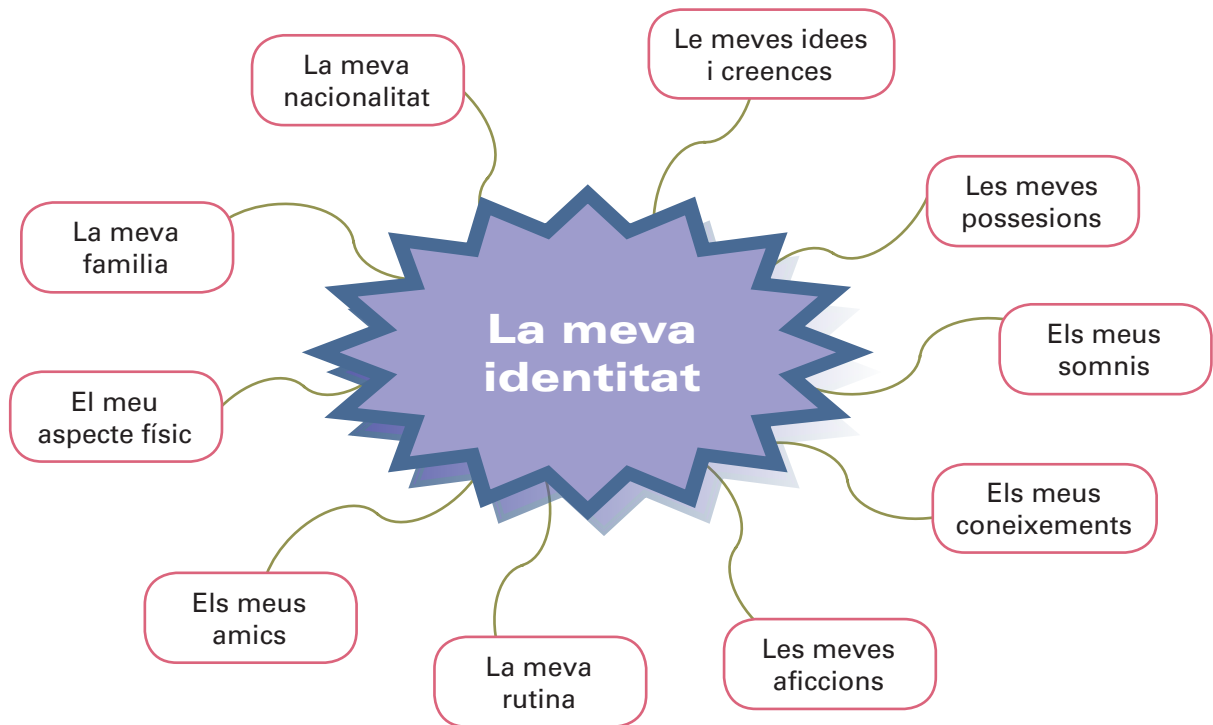 Le meves idees
i creences
La meva
nacionalitat
Les meves
possesions
La meva
familia
La meva
identitat
Els meus
somnis
El meu
aspecte físic
Els meus
coneixements
Els meus
amics
Les meves
aficcions
La meva
rutina